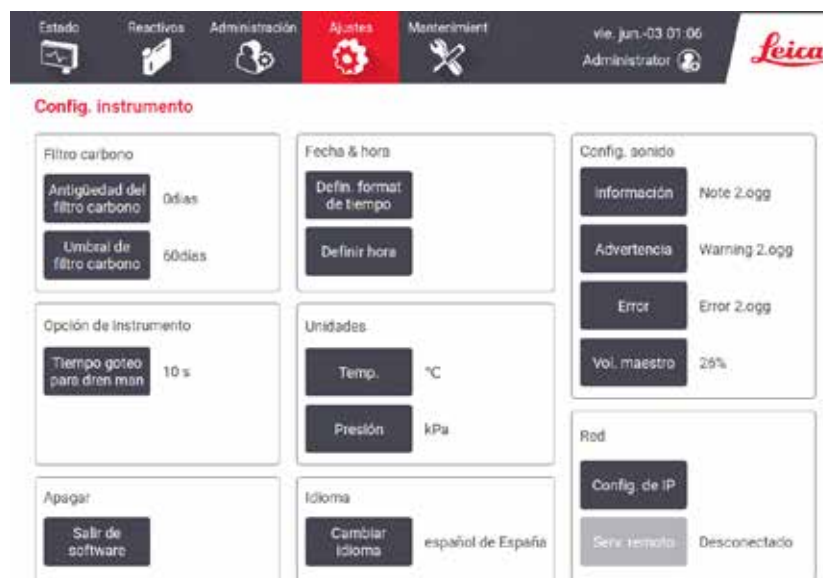 Estado Reactivos Administración Ajustes Mantenimient
vie. jun.-03 01:06
Administrator
Leica
Config. instrumento
Filtro carbono
Antigüedad del
filtro carbono
0días
Umbral de
filtro carbono
60días
Opción de Instrumento
Tiempo goteo
para dren man
10 s
Apagar
Salir de
software
Fecha & hora
Defin. format
de tiempo
Definir hora
Unidades
Temp.
°C
Presión
kPa
Idioma
Cambiar
idioma
español de España
Config. sonido
Información
Note 2.ogg
Advertencia
Warning 2.ogg
Error
Error 2.ogg
Vol. maestro
26%
Red
Config. de IP
Serv. remoto
Desconectado